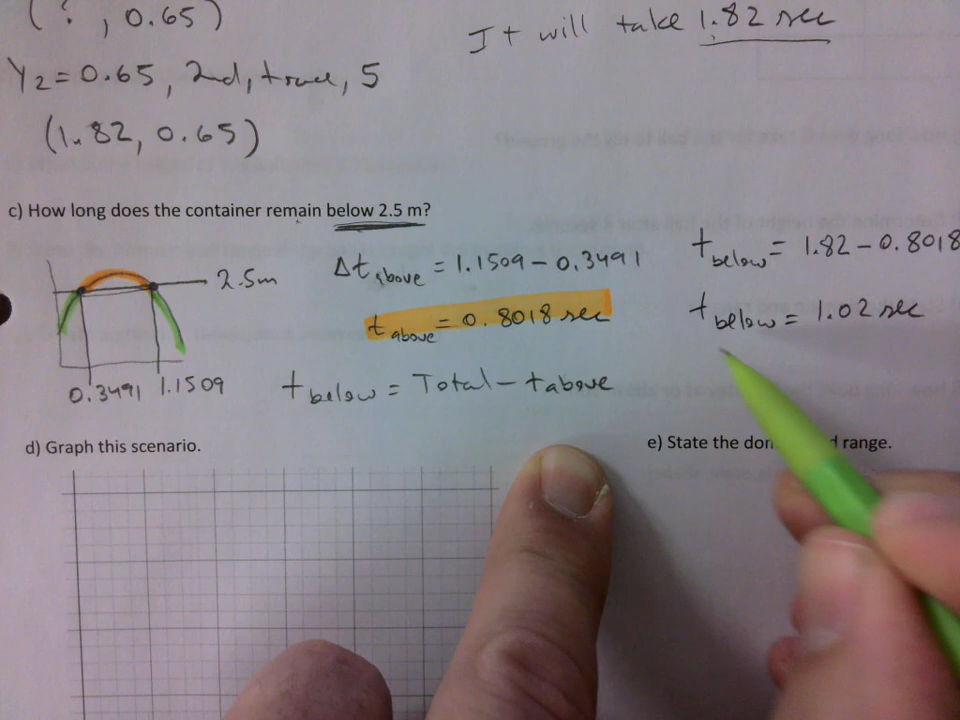 ( ? , 0.65)
It will take 1.82 sec
Y2 = 0.65, 2nd, trace, 5
(1.82, 0.65)
c) How long does the container remain below 2.5 m?
2.5m
0.3491 1.1509
Δt above = 1.1509 - 0.3491
t above = 0.8018 sec
t below = Total - t above
t below = 1.82 - 0.8018
t below = 1.02 sec
d) Graph this scenario.
e) State the d range.